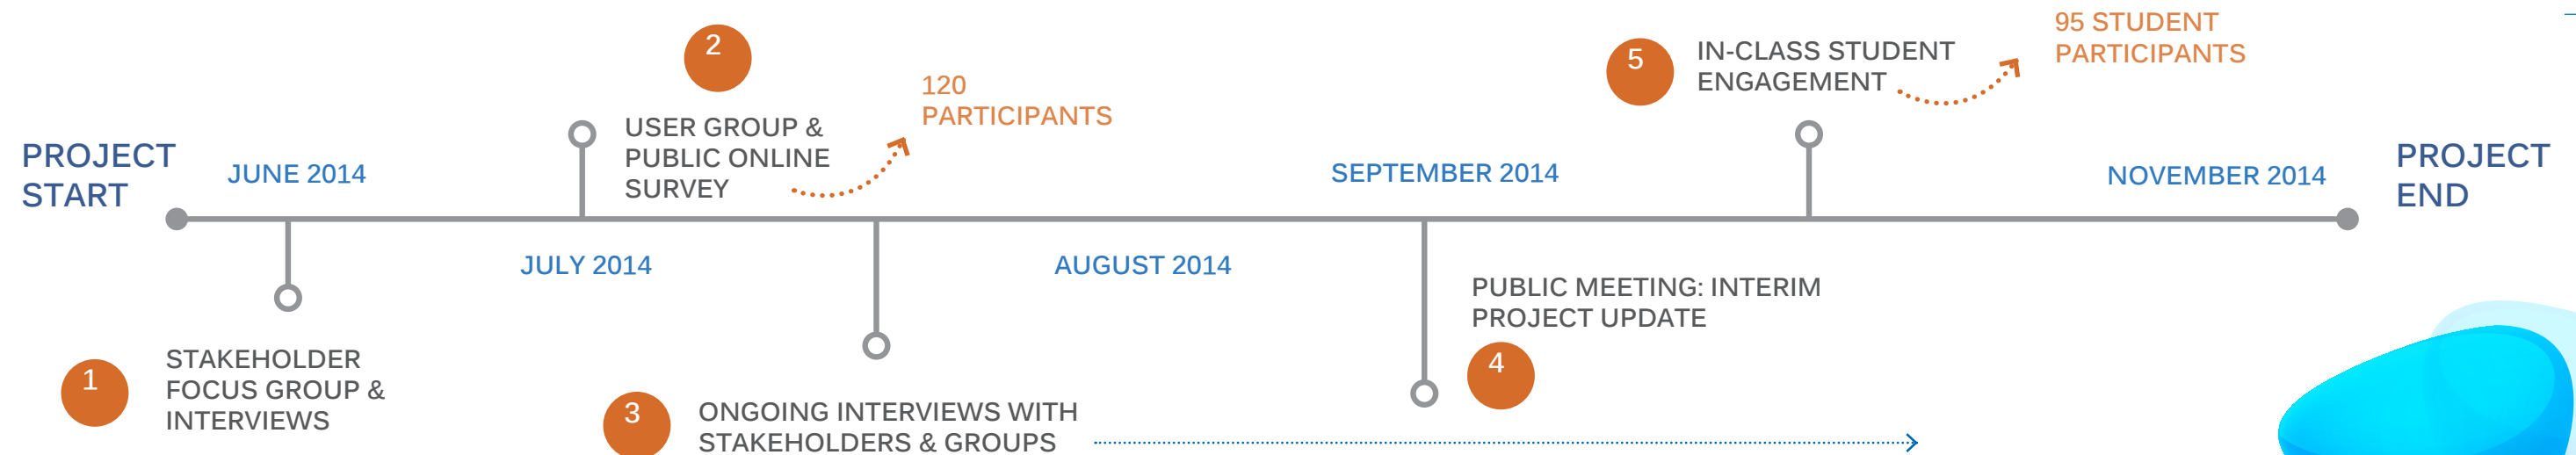 PROJECT
START
JUNE 2014
1
STAKEHOLDER
FOCUS GROUP &
INTERVIEWS
JULY 2014
2
USER GROUP &
PUBLIC ONLINE
SURVEY
120
PARTICIPANTS
3
ONGOING INTERVIEWS WITH
STAKEHOLDERS & GROUPS
AUGUST 2014
SEPTEMBER 2014
PUBLIC MEETING: INTERIM
PROJECT UPDATE
4
5
IN-CLASS STUDENT
ENGAGEMENT
95 STUDENT
PARTICIPANTS
NOVEMBER 2014
PROJECT
END